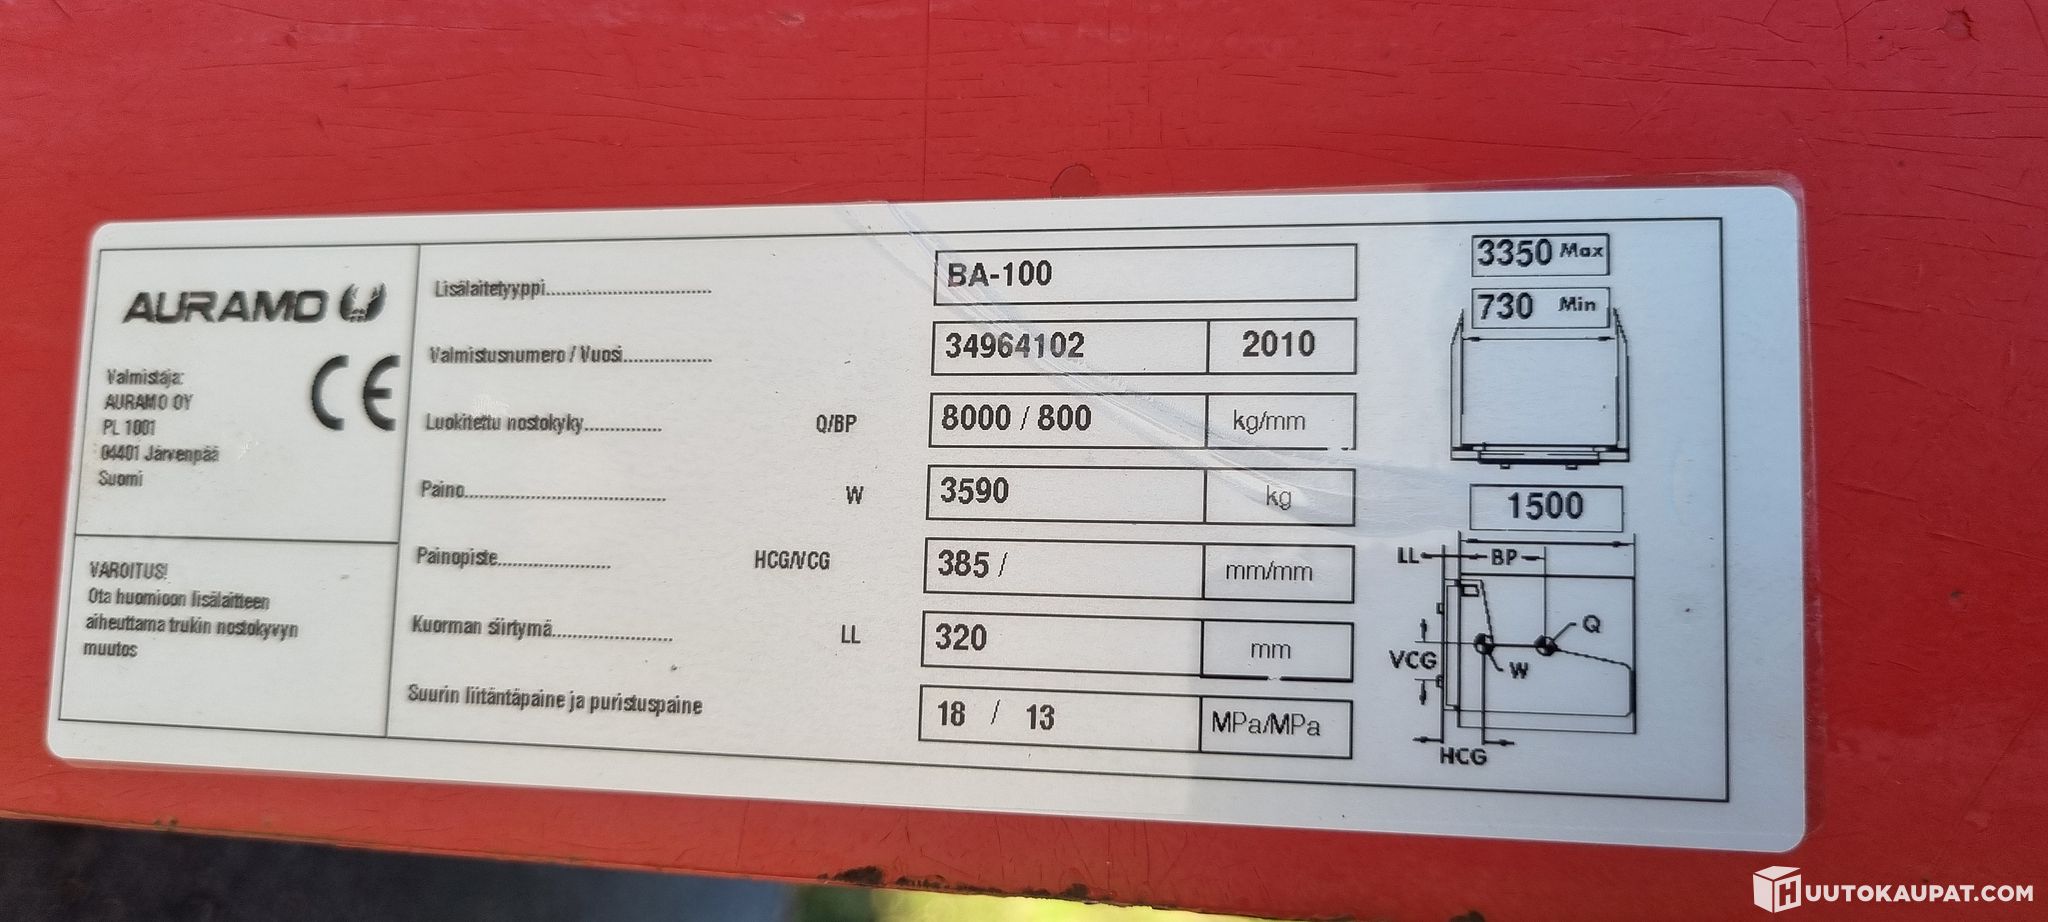 AURAMO
CE
Valmistaja:
AURAMO OY
PL 1001
04401 Järvenpää
Suomi
VAROITUS!
Ota huomioon lisälaitteen
aiheuttama trukin nostokyvyn
muutos
Lisälaitetyyppi.................................. BA-100
Valmistusnumero / Vuosi.................. 34964102 2010
Luokitettu nostokyky............... Q/BP 8000 / 800 kg/mm
Paino....................................... W 3590 kg
Painopiste...................... HCG/VCG 385 / mm/mm
Kuorman siirtymä....................... LL 320 mm
Suurin liitäntäpaine ja puristuspaine 18 / 13 MPa/MPa
3350 Max
730 Min
1500
LL BP
Q
VCG
W
HCG
HUUTOKAUPAT.COM